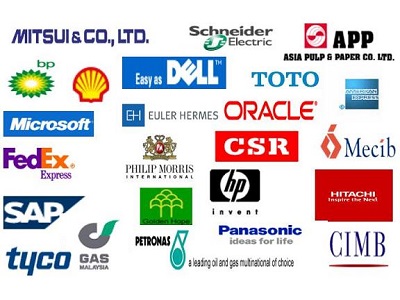 MITSUI & CO., LTD.
Schneider
Electric
APP
ASIA PULP & PAPER CO. LTD.
bp
Easy as DELL™
TOTO
AMERICAN
EXPRESS
Microsoft
EH EULER HERMES
ORACLE®
FedEx®
Express
PHILIP MORRIS
INTERNATIONAL
CSR
Mecib
SAP
Golden Hope
hp
invent
HITACHI
Inspire the Next
tyco
GAS
MALAYSIA
PETRONAS
a leading oil and gas multinational of choice
Panasonic
ideas for life
CIMB